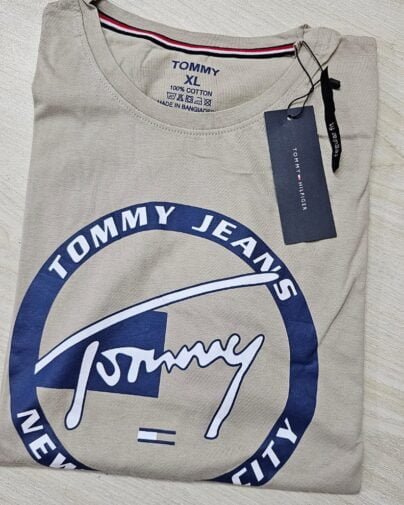 TOMMY
XL
100% COTTON
MADE IN BANGLADESH
TOMMY HILFIGER
TOMMY JEANS
Tommy
NEW
CITY